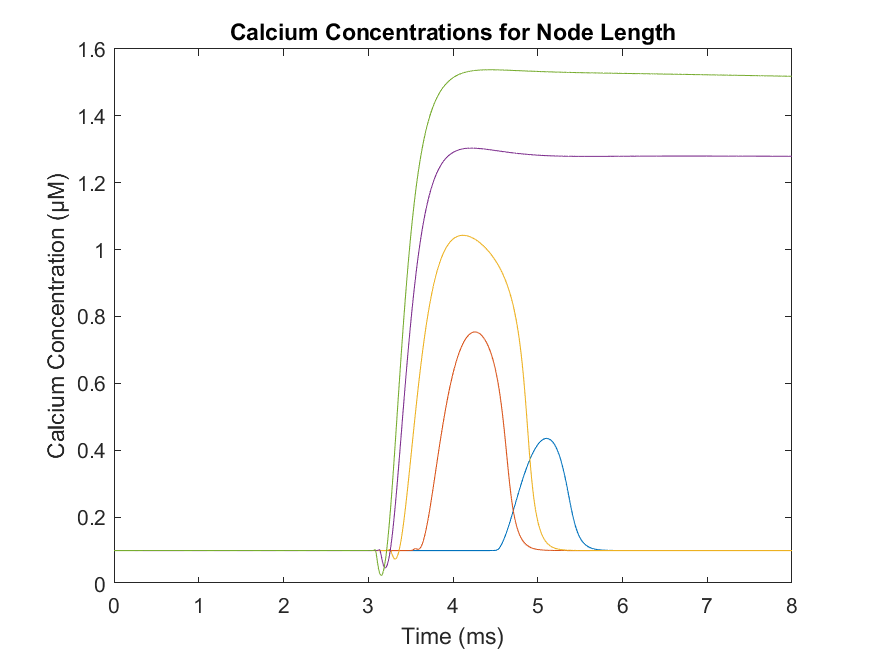 Calcium Concentrations for Node Length
Calcium Concentration (μM)
1.6
1.4
1.2
1
0.8
0.6
0.4
0.2
0
0 1 2 3 4 5 6 7 8
Time (ms)